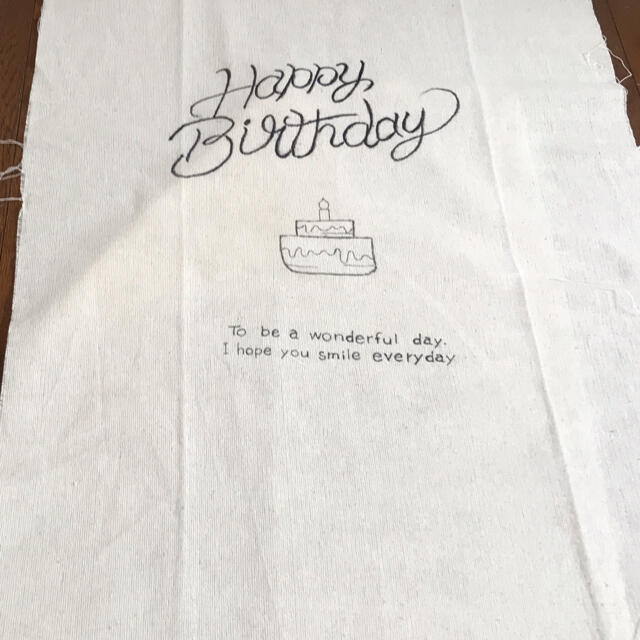 Happy
Birthday
To be a wonderful day.
I hope you smile everyday